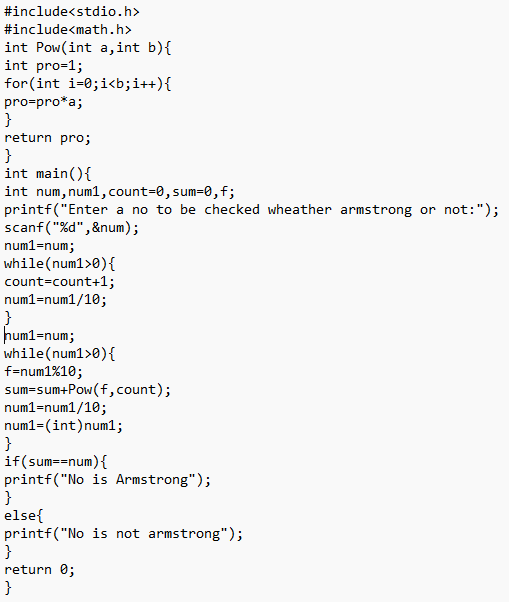 #include<stdio.h>
#include<math.h>
int Pow(int a,int b){
int pro=1;
for(int i=0;i<b;i++){
pro=pro*a;
}
return pro;
}
int main(){
int num,num1,count=0,sum=0,f;
printf("Enter a no to be checked wheather armstrong or not:");
scanf("%d",&num);
num1=num;
while(num1>0){
count=count+1;
num1=num1/10;
}
num1=num;
while(num1>0){
f=num1%10;
sum=sum+Pow(f,count);
num1=num1/10;
num1=(int)num1;
}
if(sum==num){
printf("No is Armstrong");
}
else{
printf("No is not armstrong");
}
return 0;
}